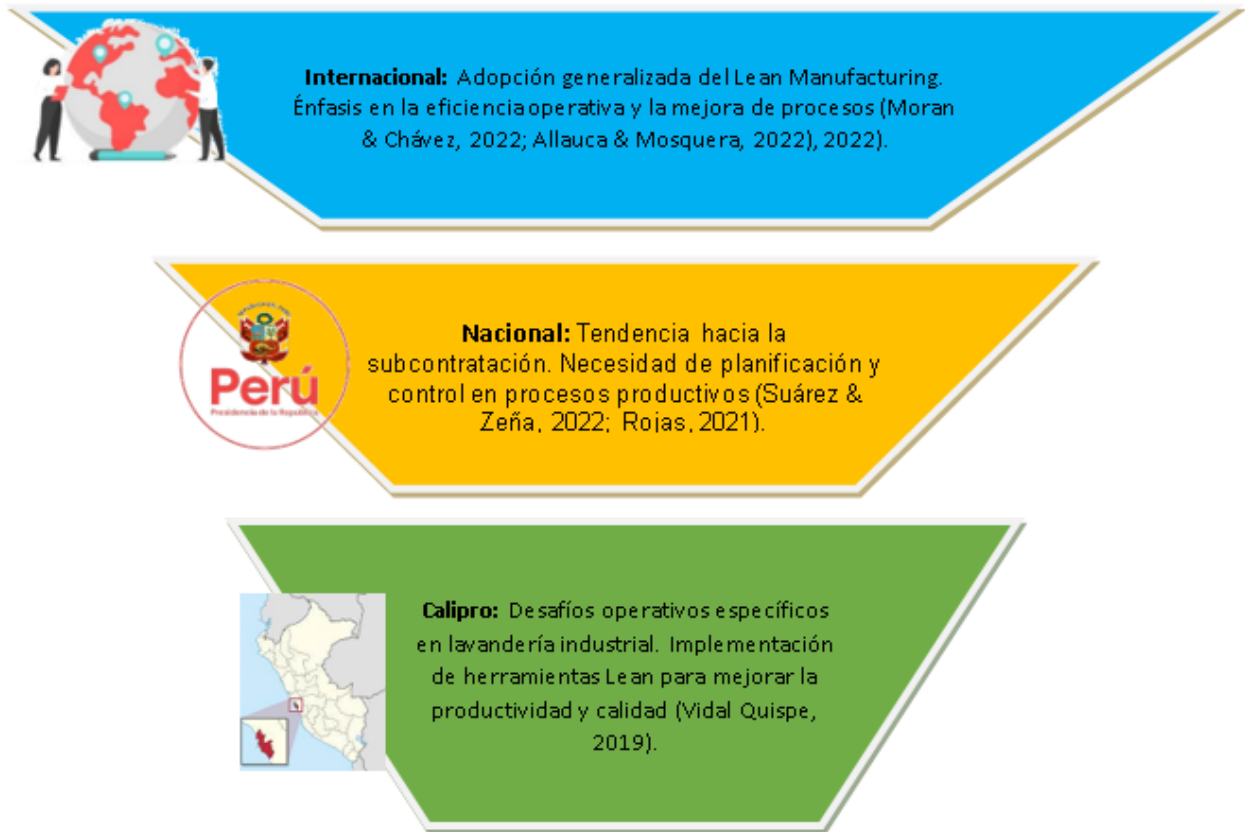 Internacional: Adopción generalizada del Lean Manufacturing.
Énfasis en la eficiencia operativa y la mejora de procesos (Moran
& Chávez, 2022; Allauca & Mosquera, 2022), 2022).
Nacional: Tendencia hacia la
subcontratación. Necesidad de planificación y
control en procesos productivos (Suárez &
Zeña, 2022; Rojas, 2021).
Perú
Presidencia de la República
Calipro: Desafíos operativos específicos
en lavandería industrial. Implementación
de herramientas Lean para mejorar la
productividad y calidad (Vidal Quispe,
2019).